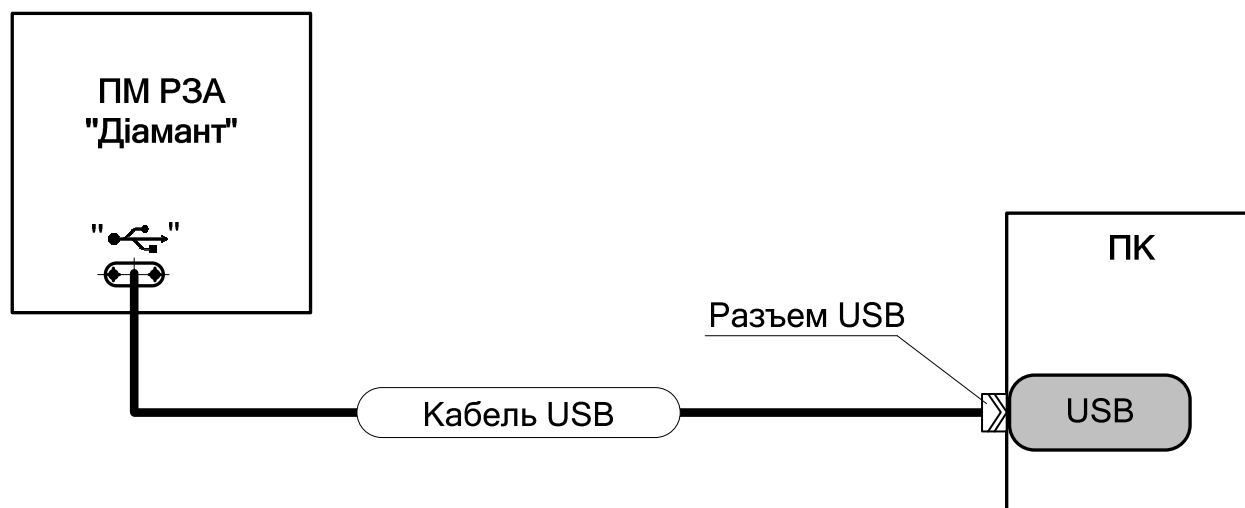 ПМ РЗА
"Діамант"
" "
ПК
Разъем USB
Кабель USB
USB